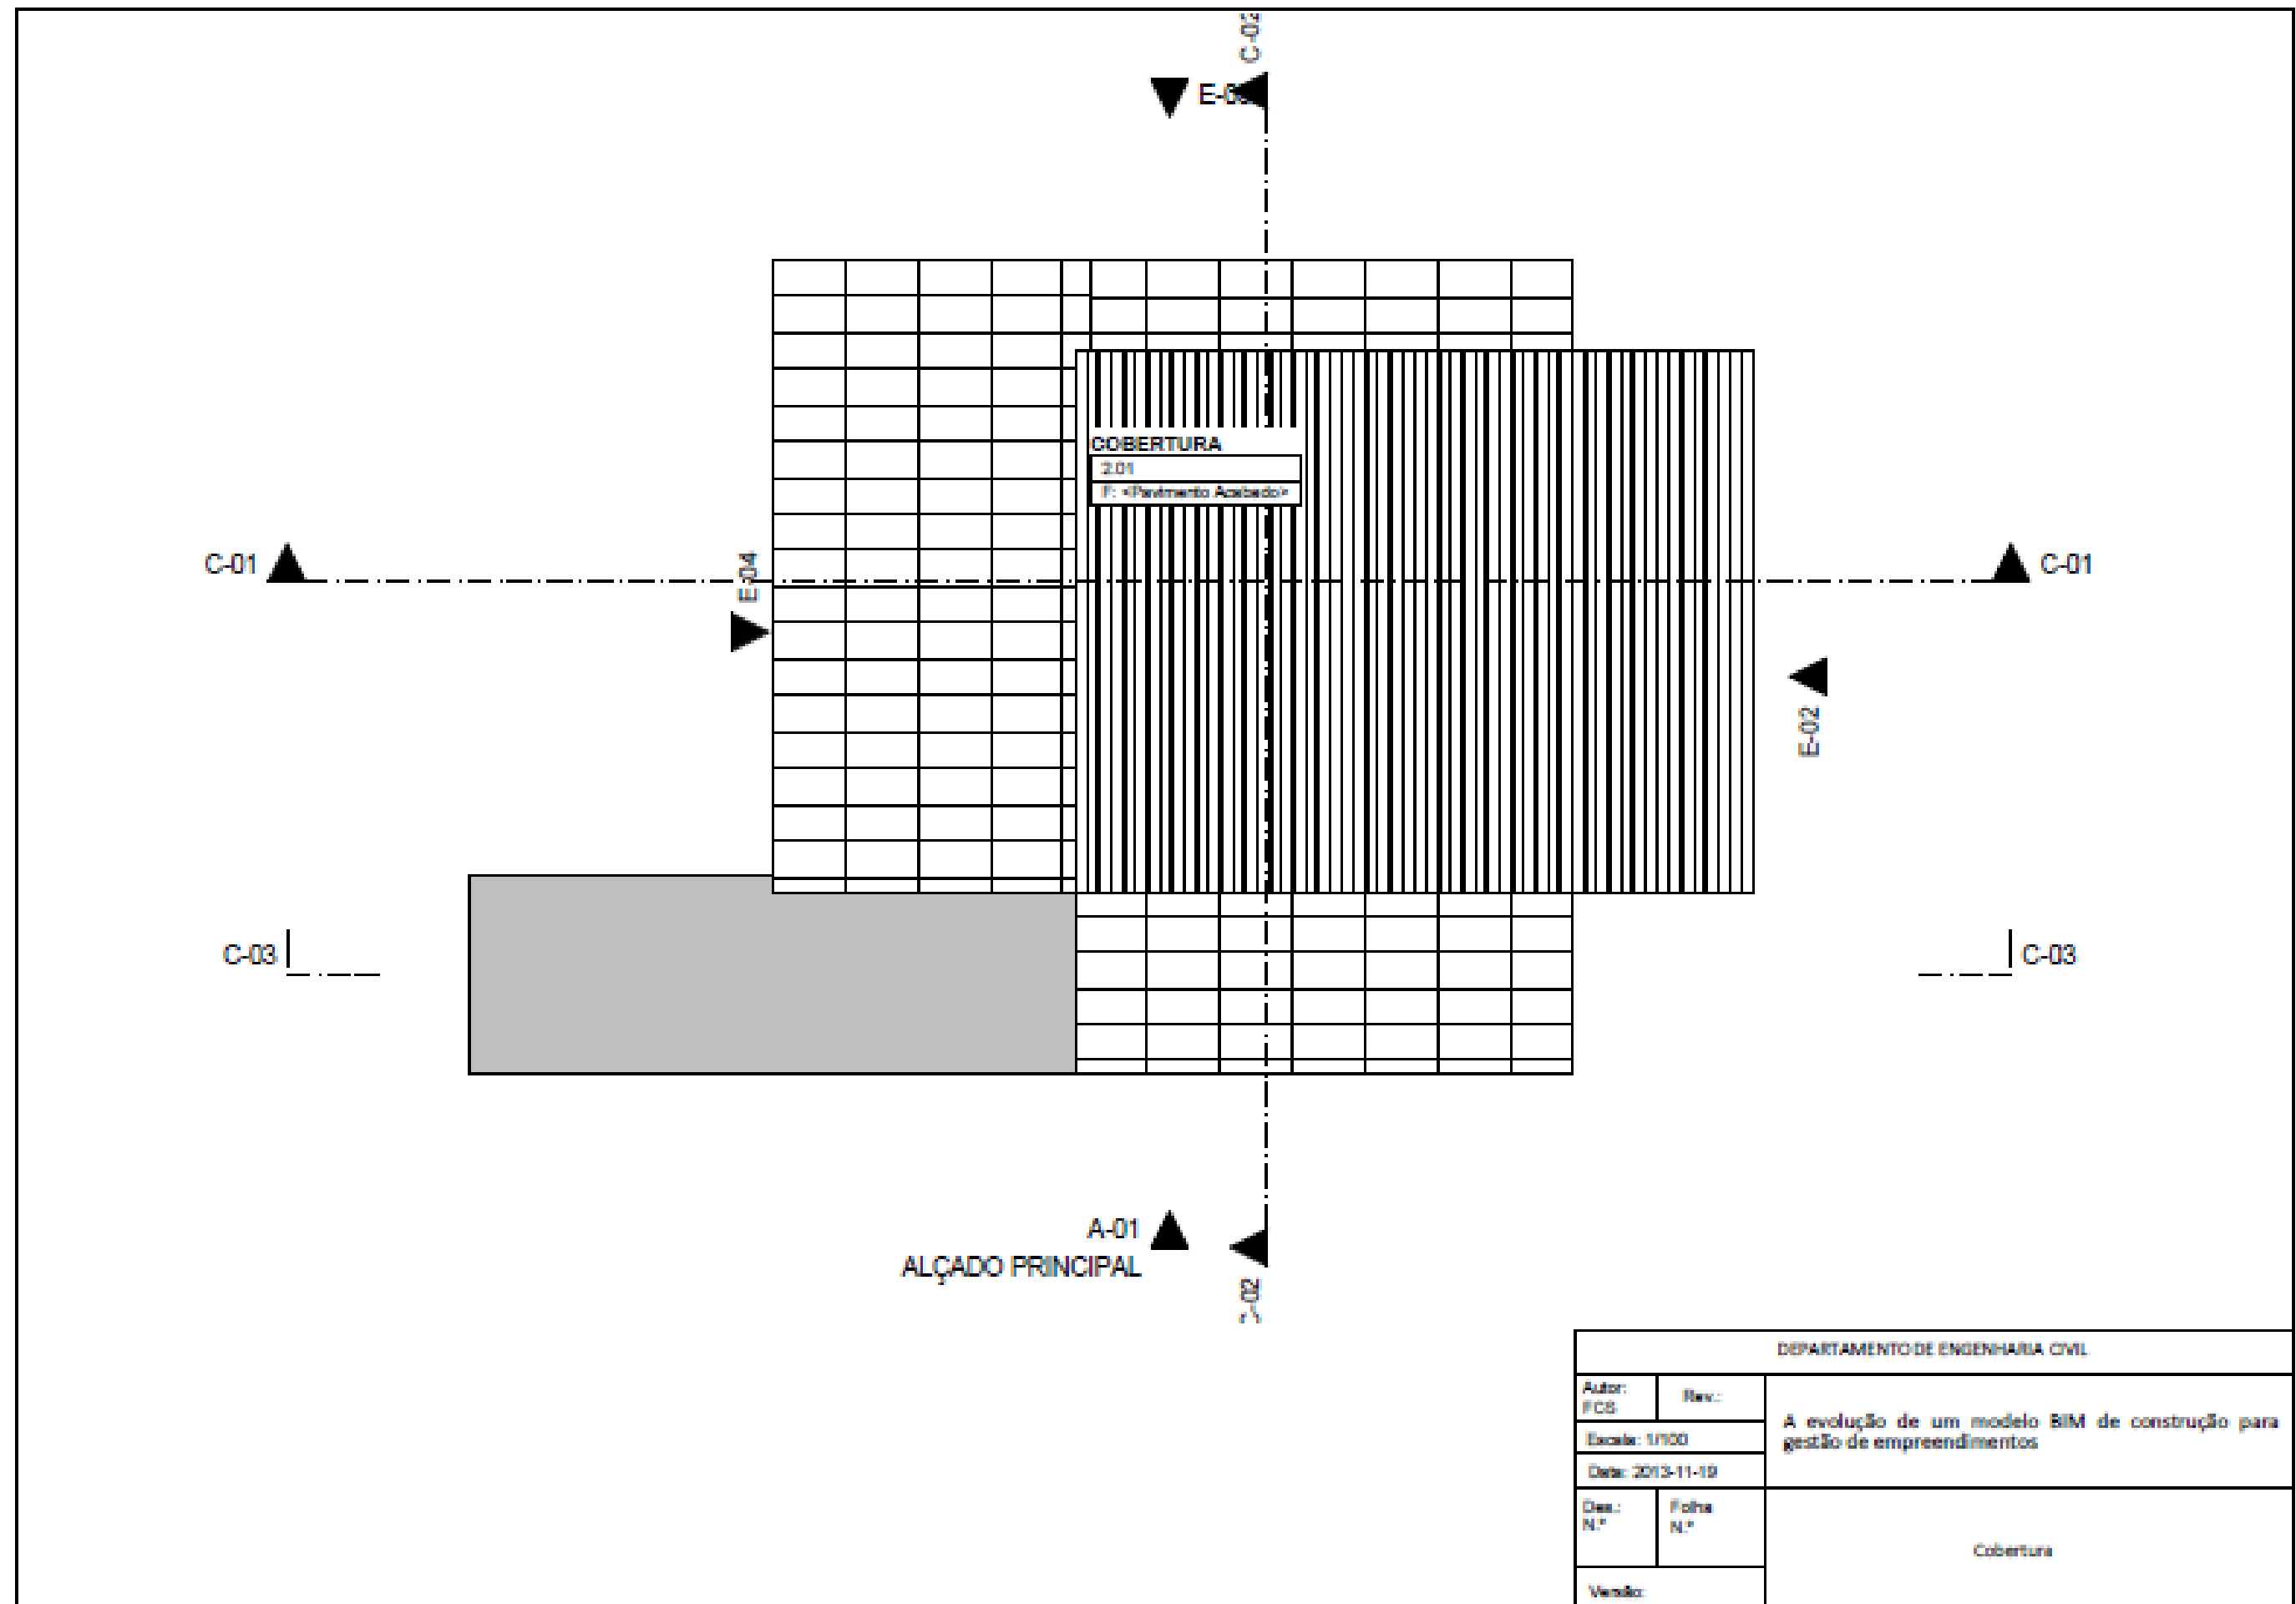 C-02
E-0
COBERTURA
2.01
F: <Pavimento Acabado>
C-01
C-01
E-04
E-02
C-03
C-03
A-01
ALÇADO PRINCIPAL
C-02
DEPARTAMENTO DE ENGENHARIA CIVIL
Autor:
FCS
Rev.:
A evolução de um modelo BIM de construção para
gestão de empreendimentos
Escala: 1/100
Data: 2013-11-19
Des.:
N.º
Folha
N.º
Cobertura
Versão: